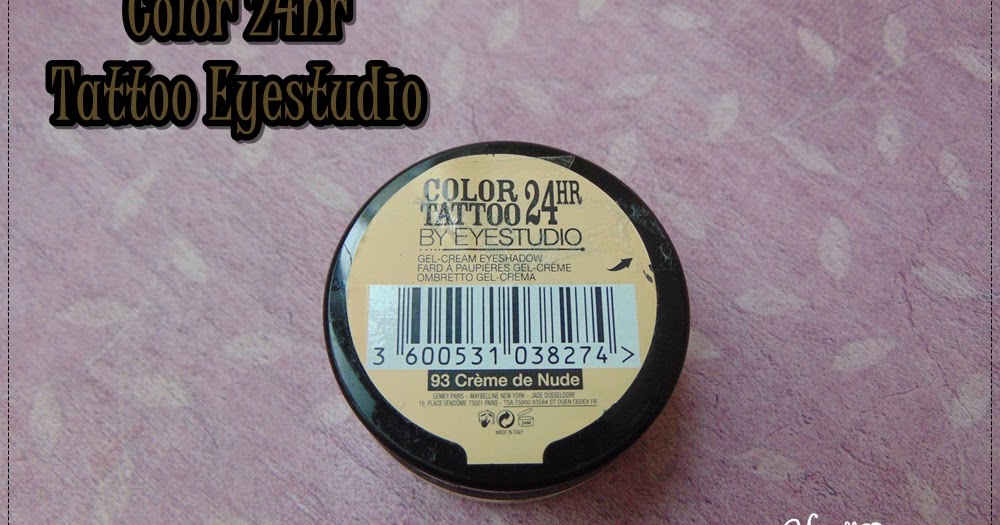 Color 24hr
Tattoo Eyestudio
COLOR 24HR
TATTOO
BY EYESTUDIO
GEL-CREAM EYESHADOW
FARD À PAUPIÈRES GEL-CRÈME
OMBRETTO GEL-CREMA
3 600531 038274 >
93 Crème de Nude
GEMEY PARIS - MAYBELLINE NEW YORK - JADE DÜSSELDORF
16, PLACE VENDÔME 75001 PARIS - TSA 75000 93584 ST OUEN CEDEX FR
24M
MADE IN ITALY